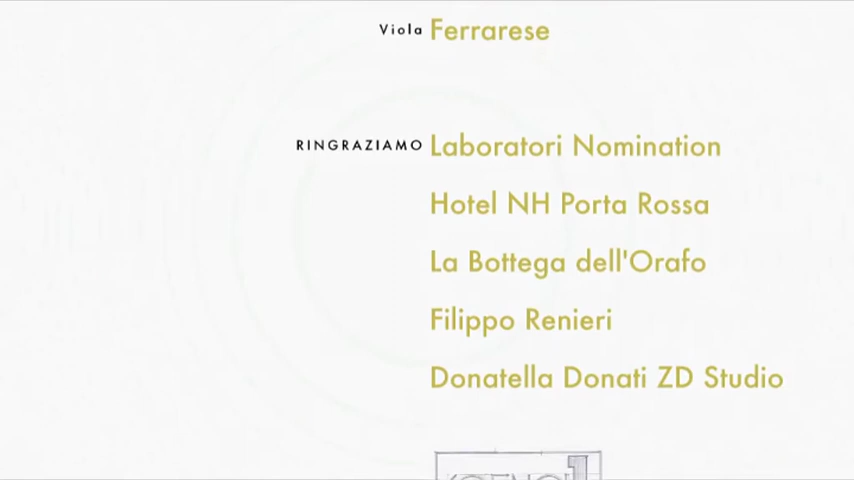 Viola Ferrarese
RINGRAZIAMO Laboratori Nomination
Hotel NH Porta Rossa
La Bottega dell'Orafo
Filippo Renieri
Donatella Donati ZD Studio